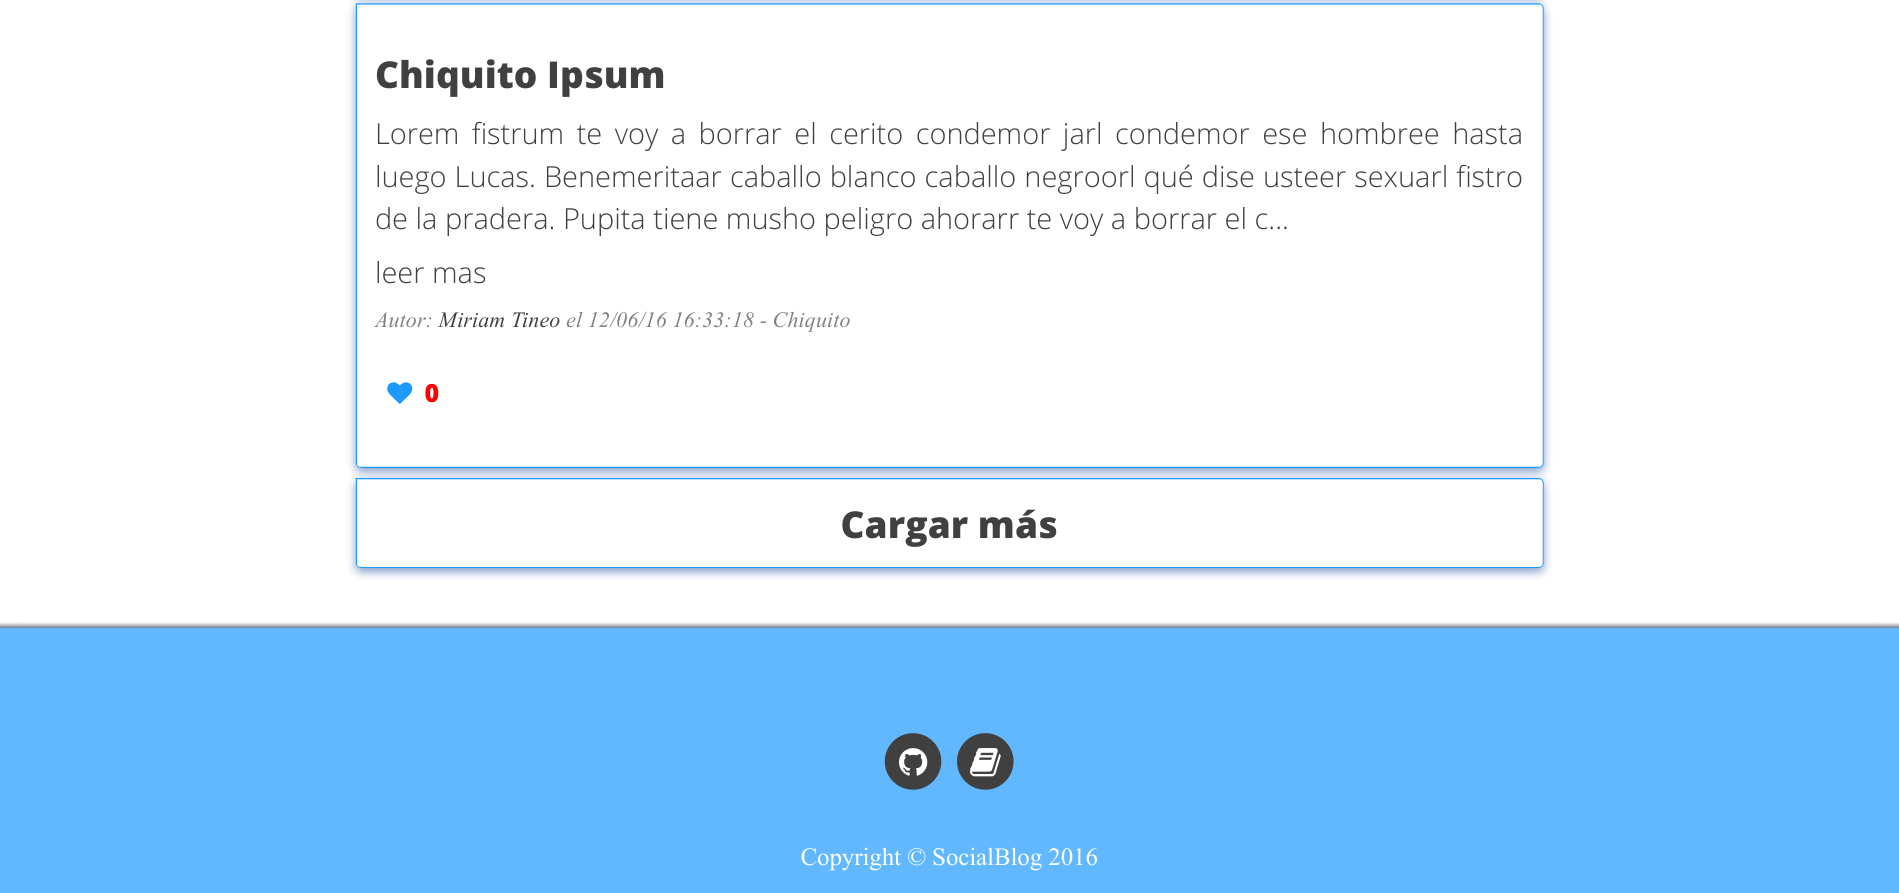 Chiquito Ipsum
Lorem fistrum te voy a borrar el cerito condemor jarl condemor ese hombree hasta
luego Lucas. Benemeritaar caballo blanco caballo negroorl qué dise usteer sexuarl fistro
de la pradera. Pupita tiene musho peligro ahorarr te voy a borrar el c...
leer mas
Autor: Miriam Tineo el 12/06/16 16:33:18 - Chiquito
0
Cargar más
Copyright © SocialBlog 2016